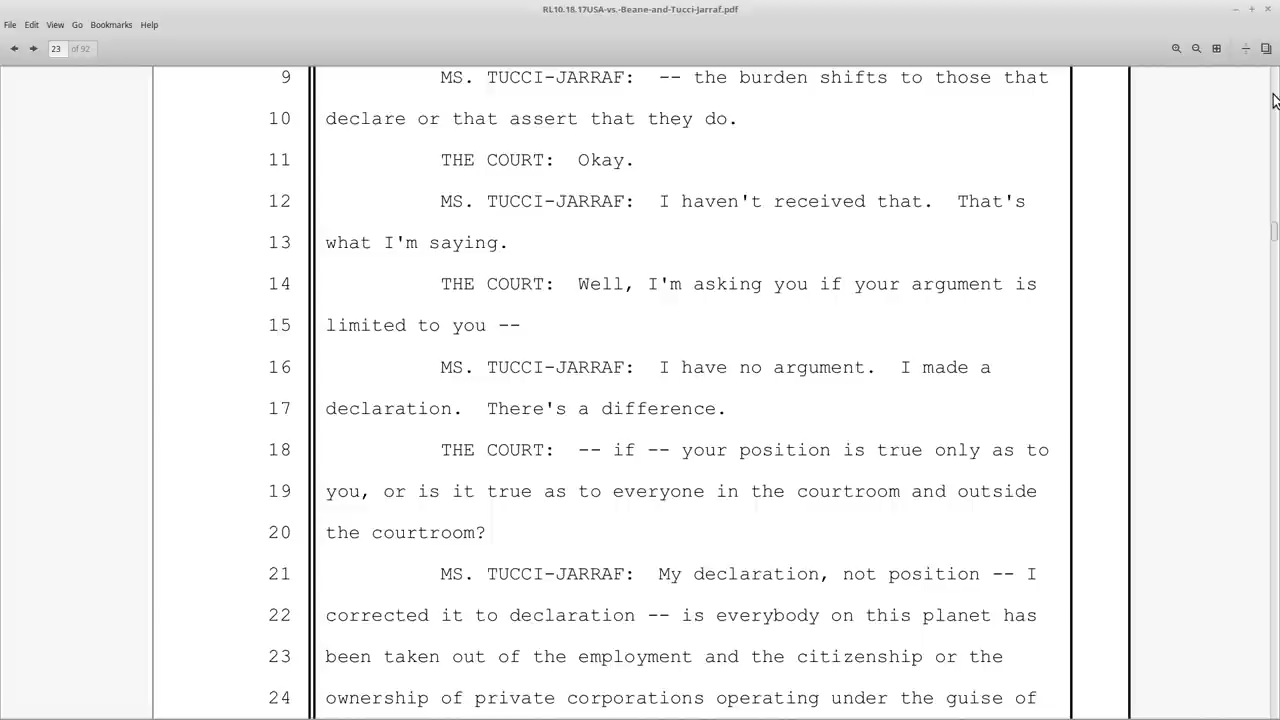 RL10.18.17USA-vs.-Beane-and-Tucci-Jarraf.pdf
File Edit View Go Bookmarks Help
23 of 92
9 MS. TUCCI-JARRAF: -- the burden shifts to those that
10 declare or that assert that they do.
11 THE COURT: Okay.
12 MS. TUCCI-JARRAF: I haven't received that. That's
13 what I'm saying.
14 THE COURT: Well, I'm asking you if your argument is
15 limited to you --
16 MS. TUCCI-JARRAF: I have no argument. I made a
17 declaration. There's a difference.
18 THE COURT: -- if -- your position is true only as to
19 you, or is it true as to everyone in the courtroom and outside
20 the courtroom?
21 MS. TUCCI-JARRAF: My declaration, not position -- I
22 corrected it to declaration -- is everybody on this planet has
23 been taken out of the employment and the citizenship or the
24 ownership of private corporations operating under the guise of